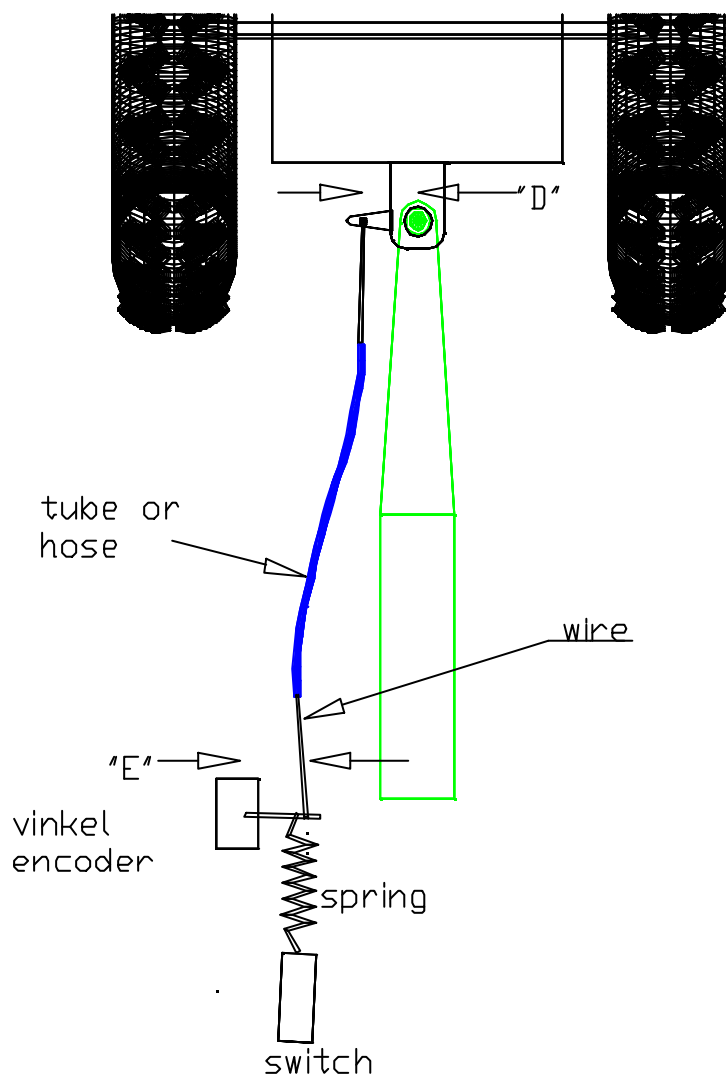 "D"
tube or
hose
wire
"E"
vinkel
encoder
spring
switch